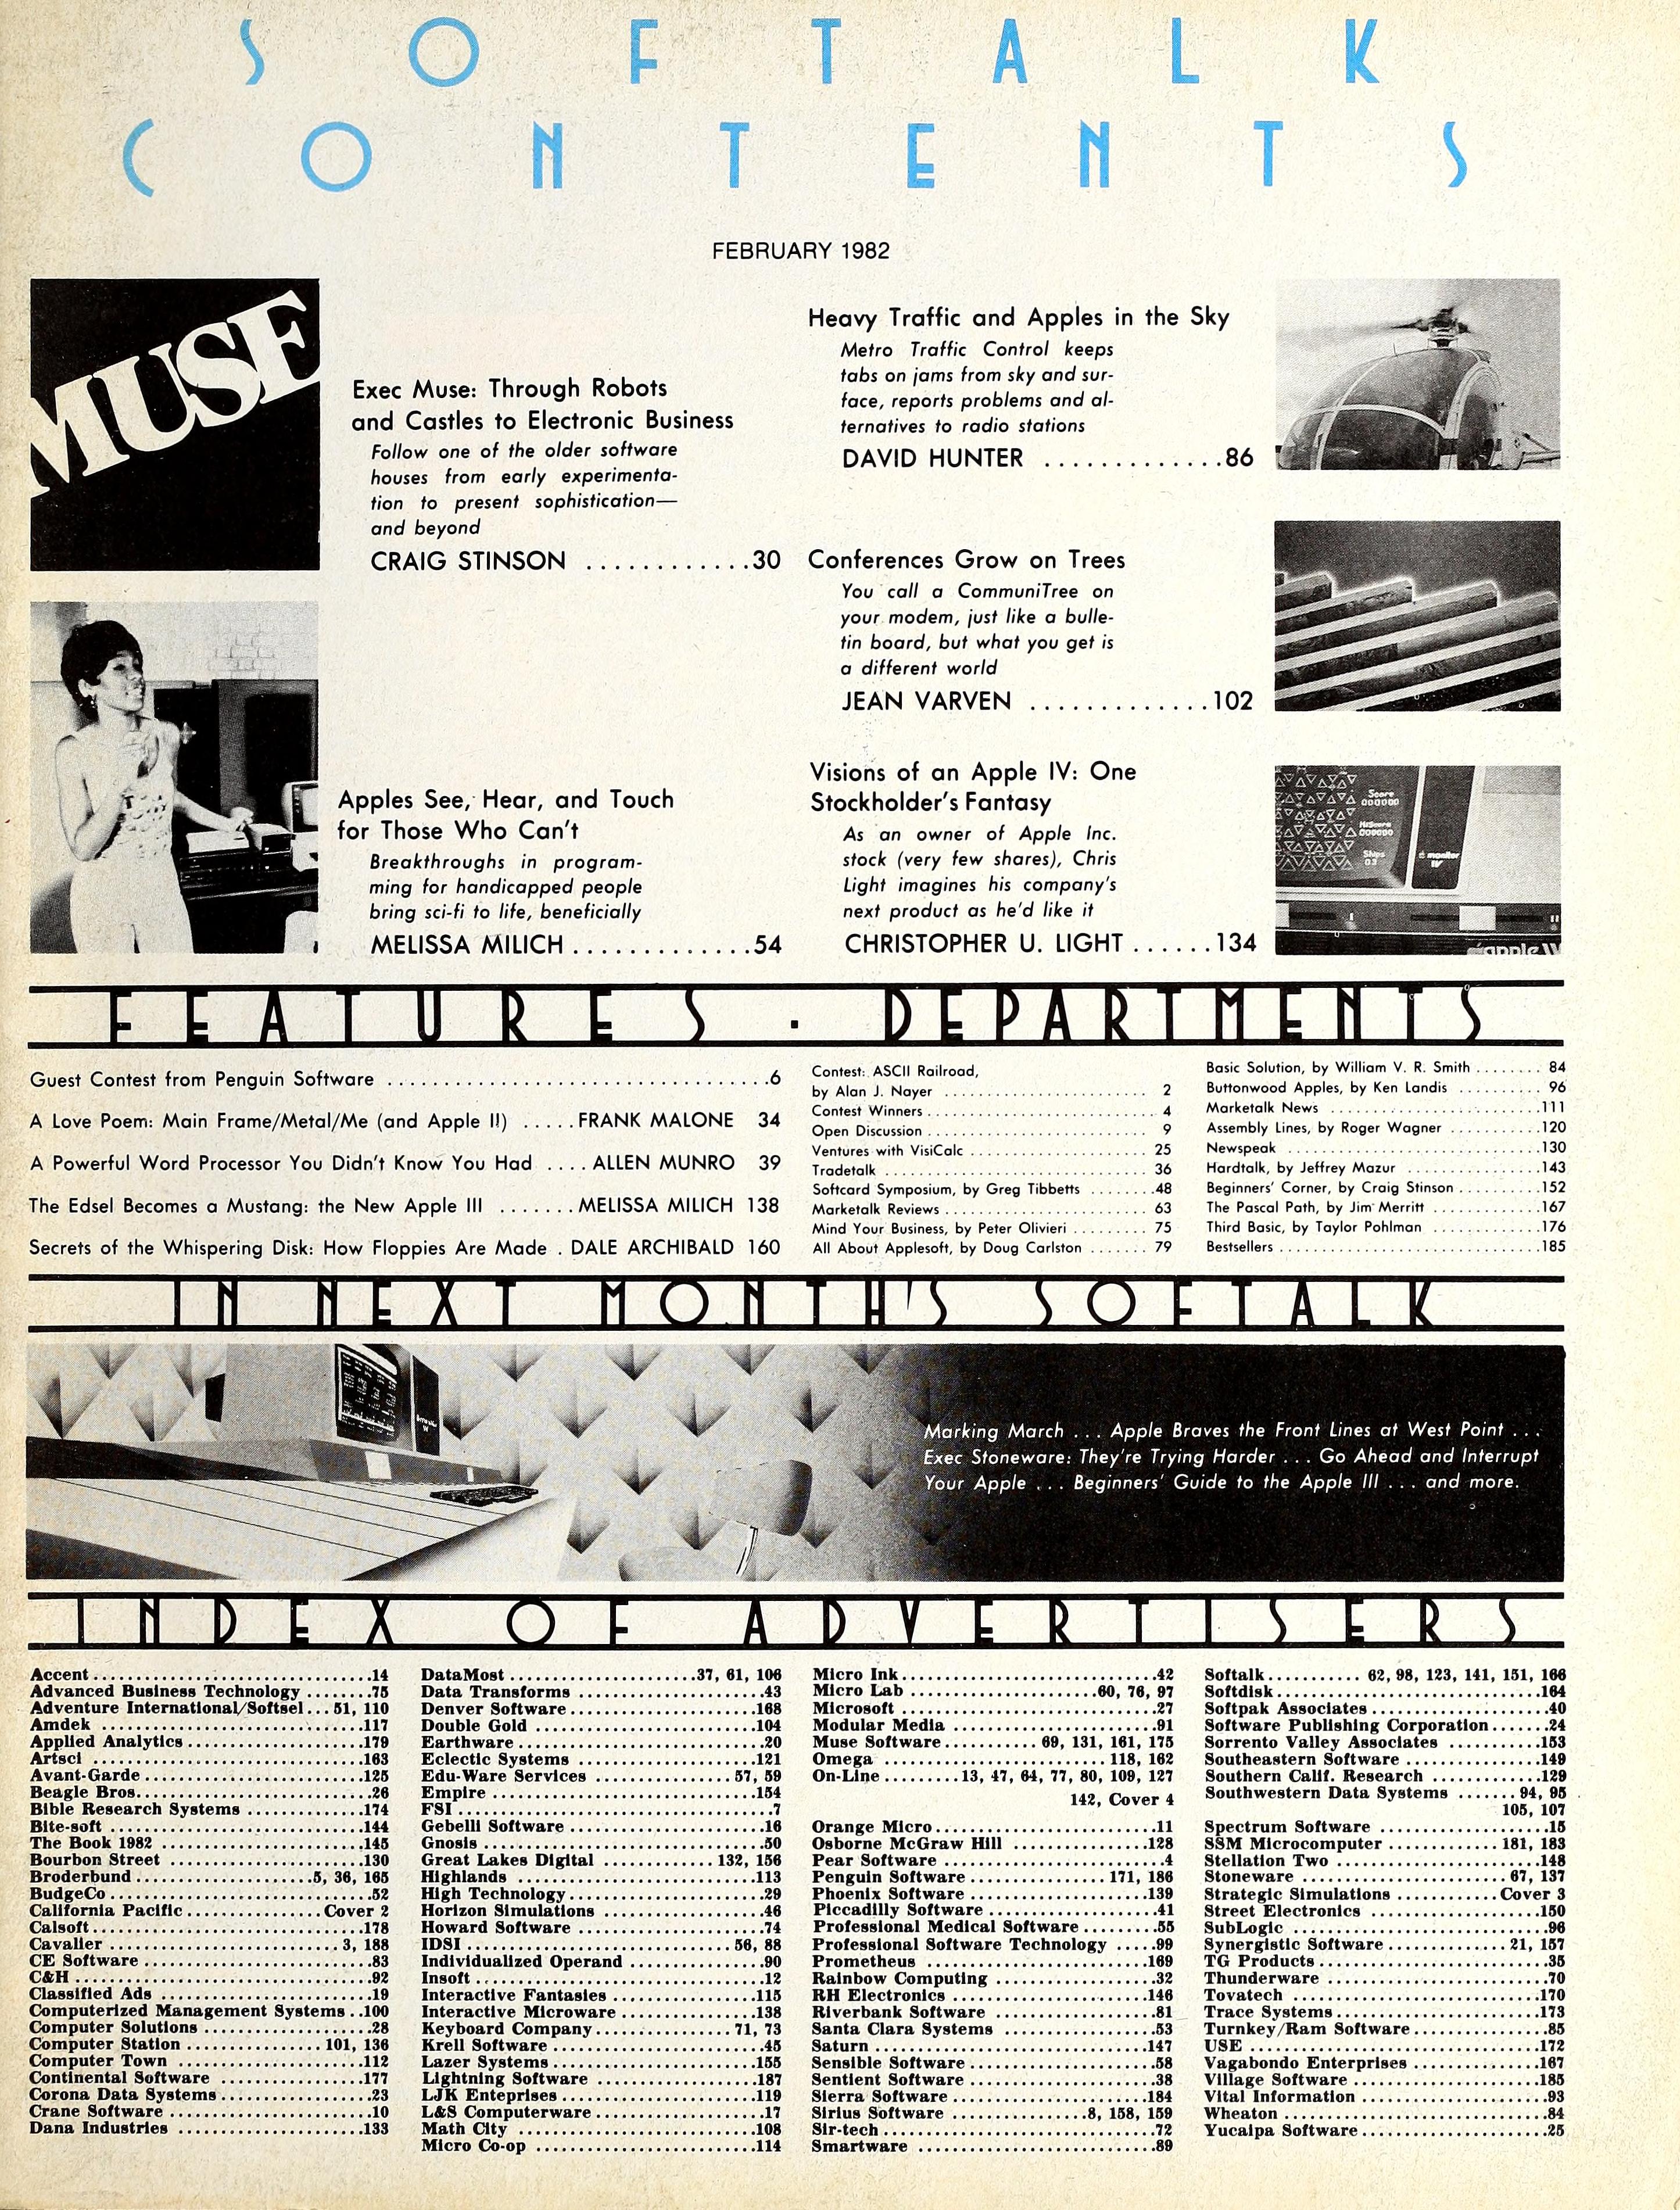 SOFTALK
CONTENTS
FEBRUARY 1982
MUSE
Exec Muse: Through Robots
and Castles to Electronic Business
Follow one of the older software
houses from early experimenta-
tion to present sophistication—
and beyond
CRAIG STINSON ............30
Apples See, Hear, and Touch
for Those Who Can't
Breakthroughs in program-
ming for handicapped people
bring sci-fi to life, beneficially
MELISSA MILICH .............54
Heavy Traffic and Apples in the Sky
Metro Traffic Control keeps
tabs on jams from sky and sur-
face, reports problems and al-
ternatives to radio stations
DAVID HUNTER .............86
Conferences Grow on Trees
You call a CommuniTree on
your modem, just like a bulle-
tin board, but what you get is
a different world
JEAN VARVEN .............102
Visions of an Apple IV: One
Stockholder's Fantasy
As an owner of Apple Inc.
stock (very few shares), Chris
Light imagines his company's
next product as he'd like it
CHRISTOPHER U. LIGHT ......134
Score
000000
HiScore
000000
Ships
03
monitor
IV
apple IV
FEATURES · DEPARTMENTS
Guest Contest from Penguin Software ..................................6
A Love Poem: Main Frame/Metal/Me (and Apple II) .....FRANK MALONE 34
A Powerful Word Processor You Didn't Know You Had .... ALLEN MUNRO 39
The Edsel Becomes a Mustang: the New Apple III .......MELISSA MILICH 138
Secrets of the Whispering Disk: How Floppies Are Made . DALE ARCHIBALD 160
Contest: ASCII Railroad,
by Alan J. Nayer .......................... 2
Contest Winners ............................ 4
Open Discussion ............................ 9
Ventures with VisiCalc ....................... 25
Tradetalk .................................. 36
Softcard Symposium, by Greg Tibbetts ........48
Marketalk Reviews .......................... 63
Mind Your Business, by Peter Olivieri .......... 75
All About Applesoft, by Doug Carlston ....... 79
Basic Solution, by William V. R. Smith ........ 84
Buttonwood Apples, by Ken Landis .......... 96
Marketalk News ..........................111
Assembly Lines, by Roger Wagner ...........120
Newspeak ................................130
Hardtalk, by Jeffrey Mazur ................143
Beginners' Corner, by Craig Stinson ..........152
The Pascal Path, by Jim Merritt ..............167
Third Basic, by Taylor Pohlman .............176
Bestsellers ................................185
IN NEXT MONTH'S SOFTALK
Marking March ... Apple Braves the Front Lines at West Point ...
Exec Stoneware: They're Trying Harder ... Go Ahead and Interrupt
Your Apple ... Beginners' Guide to the Apple III ... and more.
INDEX OF ADVERTISERS
Accent..................................14
Advanced Business Technology ........75
Adventure International/Softsel...51, 110
Amdek ................................117
Applied Analytics......................179
Artsci .................................163
Avant-Garde...........................125
Beagle Bros.............................26
Bible Research Systems ..............174
Bite-soft ...............................144
The Book 1982 .........................145
Bourbon Street ........................130
Broderbund.....................5, 36, 165
BudgeCo................................52
California Pacific................Cover 2
Calsoft.................................178
Cavalier ............................3, 188
CE Software............................83
C&H....................................92
Classified Ads ..........................19
Computerized Management Systems..100
Computer Solutions ....................28
Computer Station ................101, 136
Computer Town .......................112
Continental Software ..................177
Corona Data Systems..................23
Crane Software ........................10
Dana Industries .......................133
DataMost.......................37, 61, 106
Data Transforms .......................43
Denver Software.......................168
Double Gold ...........................104
Earthware ..............................20
Eclectic Systems ......................121
Edu-Ware Services .................57, 59
Empire ................................154
FSI ......................................7
Gebelli Software ........................16
Gnosis ..................................50
Great Lakes Digital .............132, 156
Highlands .............................113
High Technology........................29
Horizon Simulations ....................46
Howard Software .......................74
IDSI................................56, 88
Individualized Operand ................90
Insoft ...................................12
Interactive Fantasies ..................115
Interactive Microware .................138
Keyboard Company.................71, 73
Krell Software ..........................45
Lazer Systems .........................155
Lightning Software ....................187
LJK Enteprises ........................119
L&S Computerware.....................17
Math City .............................108
Micro Co-op ...........................114
Micro Ink...............................42
Micro Lab .......................60, 76, 97
Microsoft ...............................27
Modular Media .........................91
Muse Software............69, 131, 161, 175
Omega ...........................118, 162
On-Line.........13, 47, 64, 77, 80, 109, 127
142, Cover 4
Orange Micro...........................11
Osborne McGraw Hill .................128
Pear Software ...........................4
Penguin Software .................171, 186
Phoenix Software ......................139
Piccadilly Software .....................41
Professional Medical Software.........55
Professional Software Technology .....99
Prometheus ...........................169
Rainbow Computing ...................32
RH Electronics ........................146
Riverbank Software ....................81
Santa Clara Systems ...................53
Saturn .................................147
Sensible Software.......................58
Sentient Software.......................38
Sierra Software ........................184
Sirius Software ................8, 158, 159
Sir-tech .................................72
Smartware .............................89
Softalk........... 62, 98, 123, 141, 151, 166
Softdisk................................164
Softpak Associates......................40
Software Publishing Corporation.......24
Sorrento Valley Associates ............153
Southeastern Software ................149
Southern Calif. Research ..............129
Southwestern Data Systems .......94, 95
105, 107
Spectrum Software .....................15
SSM Microcomputer .............181, 183
Stellation Two .........................148
Stoneware .........................67, 137
Strategic Simulations ............Cover 3
Street Electronics .....................150
SubLogic ...............................96
Synergistic Software...............21, 157
TG Products............................35
Thunderware ...........................70
Tovatech ..............................170
Trace Systems.........................173
Turnkey/Ram Software.................85
USE ...................................172
Vagabondo Enterprises ................167
Village Software.......................185
Vital Information .......................93
Wheaton ................................84
Yucaipa Software.......................25